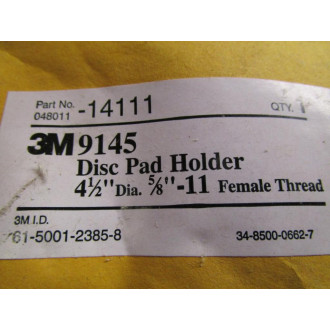 Part No. -14111 QTY. 1
048011
3M 9145
Disc Pad Holder
4½" Dia. ⅝"-11 Female Thread
3M I.D.
61-5001-2385-8 34-8500-0662-7